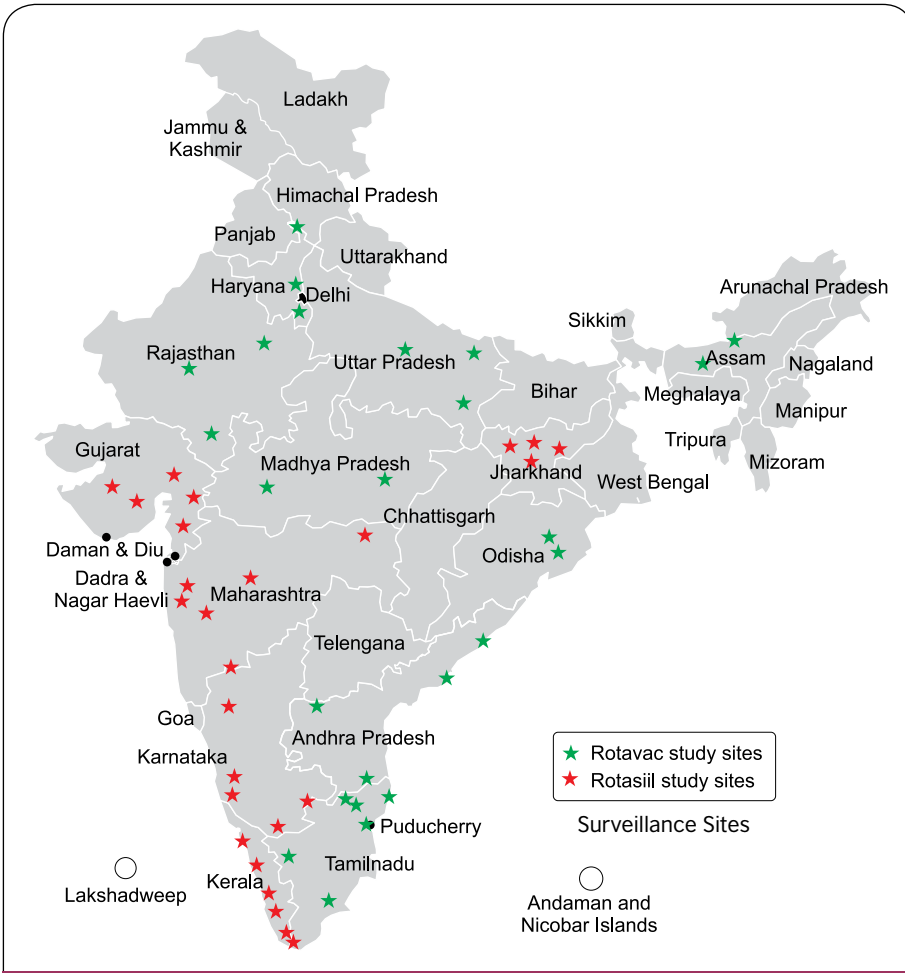 Ladakh
Jammu &
Kashmir
Himachal Pradesh
Panjab
Uttarakhand
Haryana
Delhi
Arunachal Pradesh
Sikkim
Rajasthan
Uttar Pradesh
Assam
Nagaland
Bihar
Meghalaya
Manipur
Gujarat
Tripura
Madhya Pradesh
Jharkhand
Mizoram
West Bengal
Chhattisgarh
Daman & Diu
Odisha
Dadra &
Nagar Haevli
Maharashtra
Telengana
Goa
Andhra Pradesh
Karnataka
Rotavac study sites
Rotasiil study sites
Surveillance Sites
Puducherry
Tamilnadu
Kerala
Lakshadweep
Andaman and
Nicobar Islands